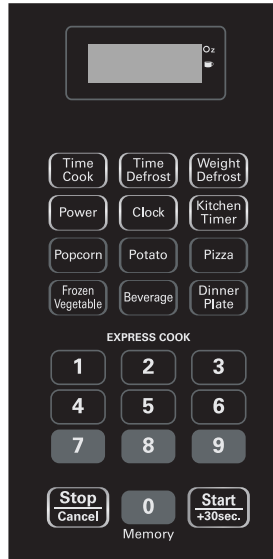 Oz
Time Time Weight
Cook Defrost Defrost
Power Clock Kitchen
Timer
Popcorn Potato Pizza
Frozen Beverage Dinner
Vegetable Plate
EXPRESS COOK
1 2 3
4 5 6
7 8 9
Stop 0 Start
Cancel +30sec.
Memory